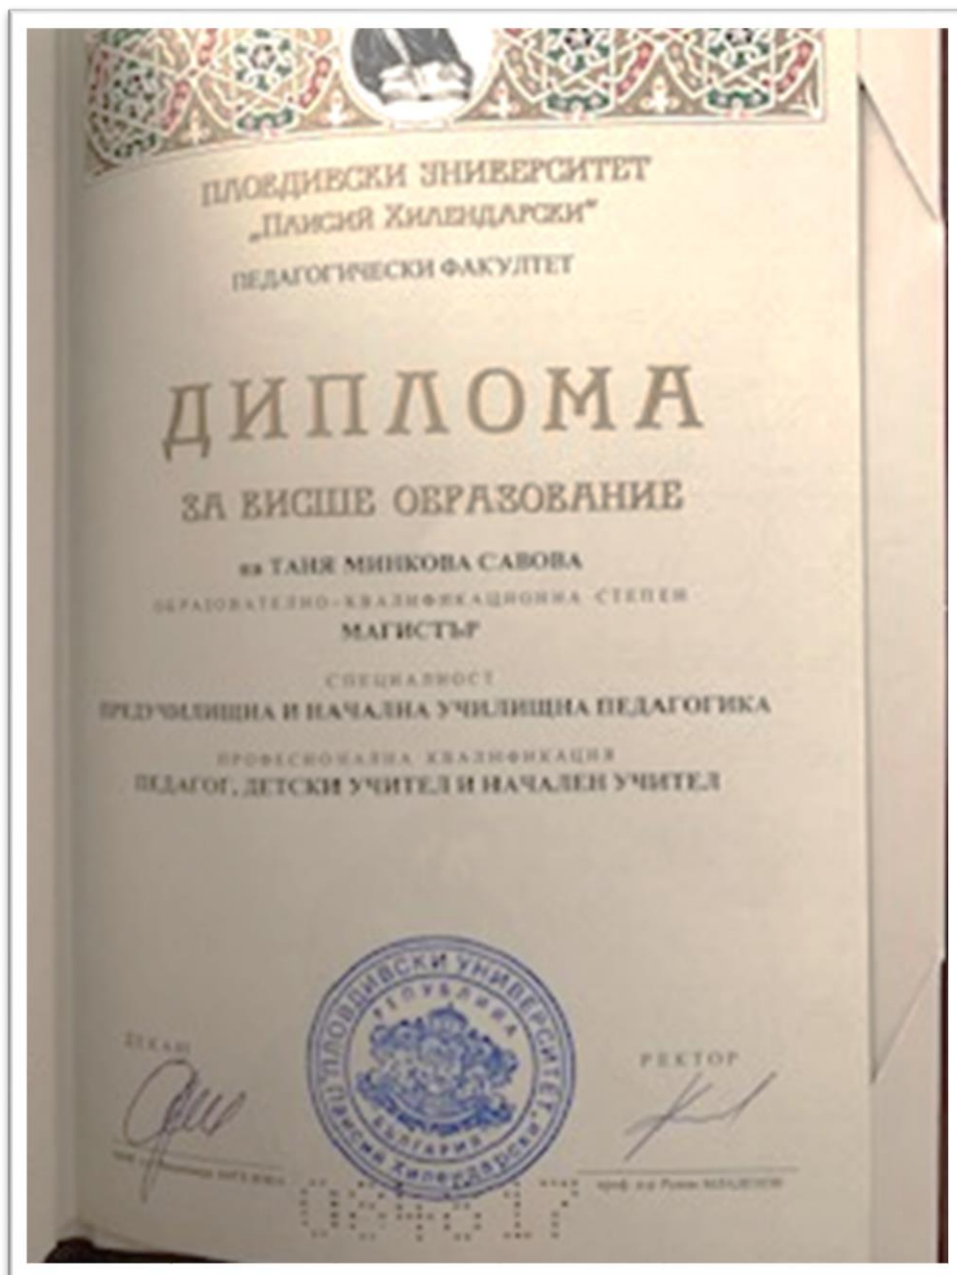 ПЛОВДИВСКИ УНИВЕРСИТЕТ
„ПАИСИЙ ХИЛЕНДАРСКИ“
ПЕДАГОГИЧЕСКИ ФАКУЛТЕТ
ДИПЛОМА
ЗА ВИСШЕ ОБРАЗОВАНИЕ
на ТАНЯ МИНКОВА САВОВА
ОБРАЗОВАТЕЛНО-КВАЛИФИКАЦИОННА СТЕПЕН
МАГИСТЪР
СПЕЦИАЛНОСТ
ПРЕДУЧИЛИЩНА И НАЧАЛНА УЧИЛИЩНА ПЕДАГОГИКА
ПРОФЕСИОНАЛНА КВАЛИФИКАЦИЯ
ПЕДАГОГ, ДЕТСКИ УЧИТЕЛ И НАЧАЛЕН УЧИТЕЛ
ПЛОВДИВСКИ УНИВЕРСИТЕТ „Паисий Хилендарски“
РЕПУБЛИКА
БЪЛГАРИЯ
ДЕКАН
РЕКТОР
проф.